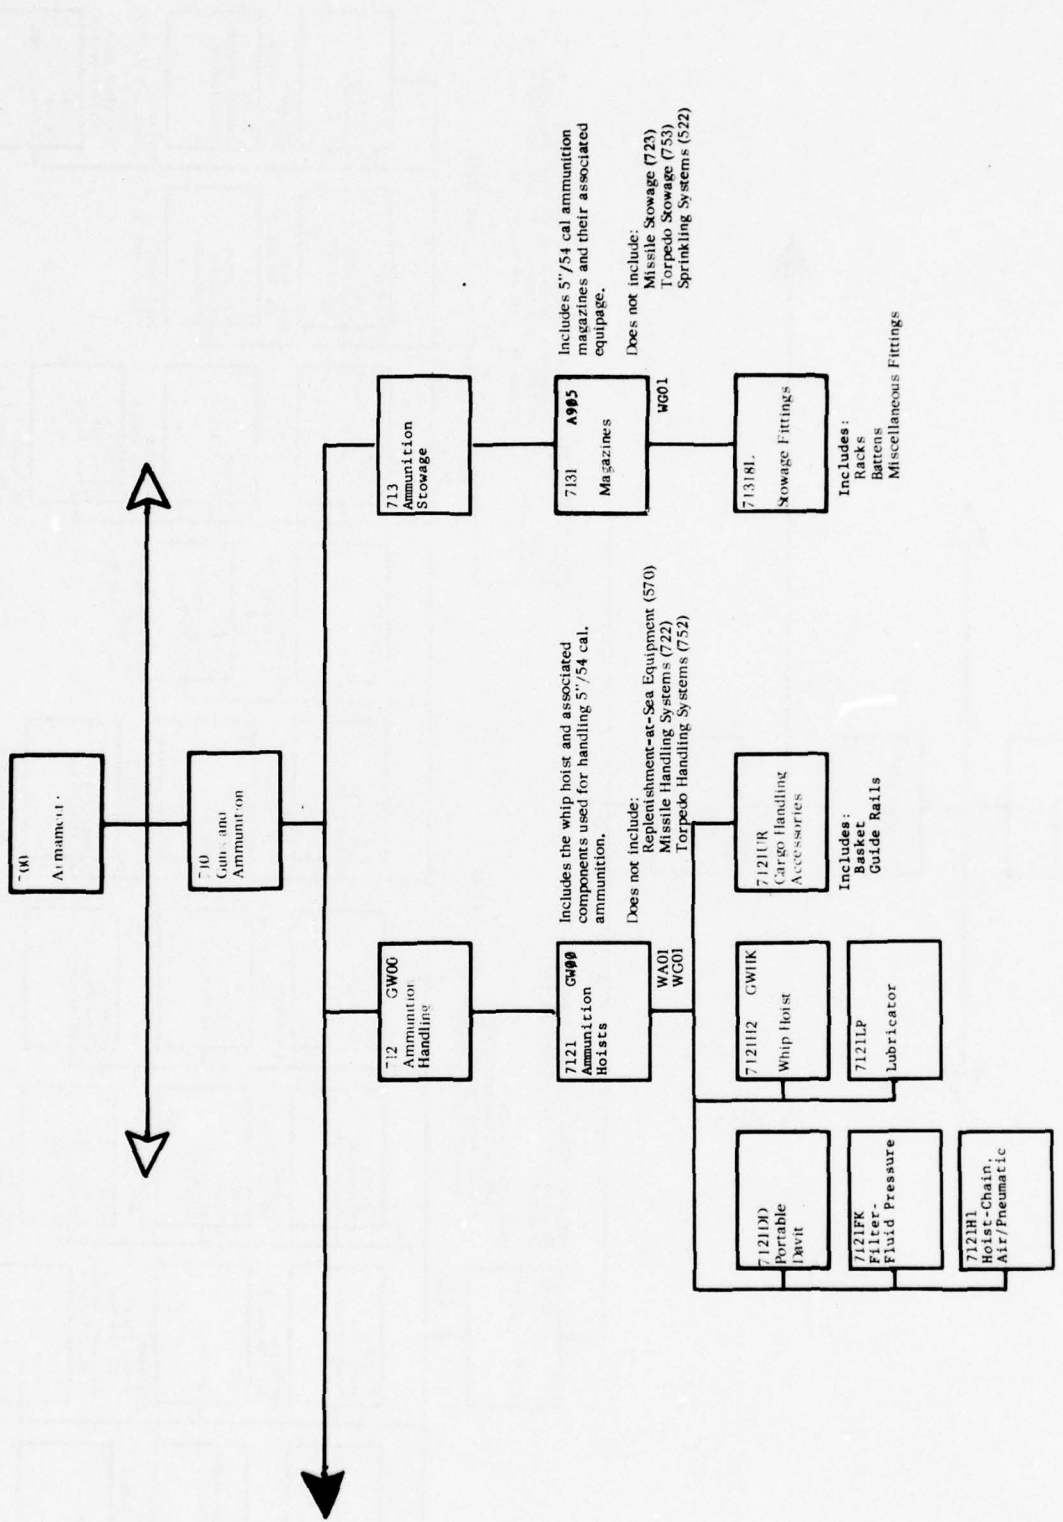 700
Armament
710
Guns and
Ammunition
712 GW00
Ammunition
Handling
713
Ammunition
Stowage
7121 GW00
Ammunition
Hoists
Includes the whip hoist and associated
components used for handling 5"/54 cal.
ammunition.
Does not include:
Replenishment-at-Sea Equipment (570)
Missile Handling Systems (722)
Torpedo Handling Systems (752)
WA01
WG01
7131 A905
Magazines
Includes 5"/54 cal ammunition
magazines and their associated
equipage.
Does not include:
Missile Stowage (723)
Torpedo Stowage (753)
Sprinkling Systems (522)
WG01
7121DD
Portable
Davit
7121FK
Filter-
Fluid Pressure
7121H1
Hoist-Chain,
Air/Pneumatic
7121H2 GWHK
Whip Hoist
7121LP
Lubricator
7121UR
Cargo Handling
Accessories
Includes:
Basket
Guide Rails
71318L
Stowage Fittings
Includes:
Racks
Battens
Miscellaneous Fittings